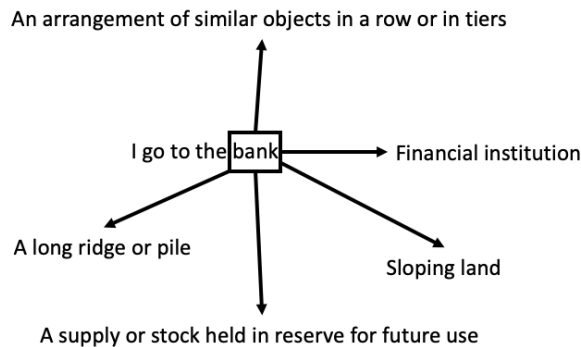 An arrangement of similar objects in a row or in tiers
I go to the bank
Financial institution
A long ridge or pile
Sloping land
A supply or stock held in reserve for future use